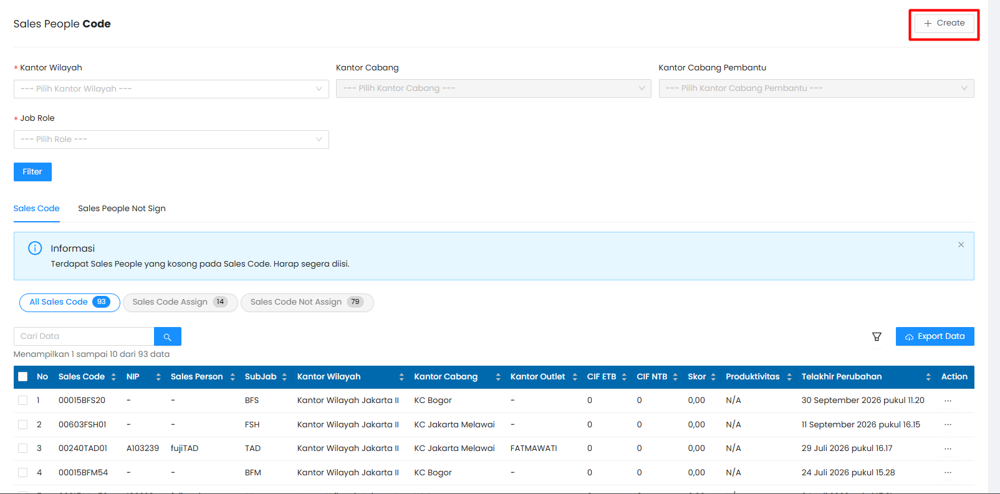 Sales People Code
+ Create
* Kantor Wilayah
Kantor Cabang
Kantor Cabang Pembantu
--- Pilih Kantor Wilayah ---
--- Pilih Kantor Cabang ---
--- Pilih Kantor Cabang Pembantu ---
* Job Role
--- Pilih Role ---
Filter
Sales Code
Sales People Not Sign
Informasi
Terdapat Sales People yang kosong pada Sales Code. Harap segera diisi.
All Sales Code 93
Sales Code Assign 14
Sales Code Not Assign 79
Cari Data
Export Data
Menampilkan 1 sampai 10 dari 93 data
No Sales Code NIP Sales Person SubJab Kantor Wilayah Kantor Cabang Kantor Outlet CIF ETB CIF NTB Skor Produktivitas Telakhir Perubahan Action
1 00015BFS20 - - BFS Kantor Wilayah Jakarta II KC Bogor - 0 0 0,00 N/A 30 September 2026 pukul 11.20 ...
2 00603FSH01 - - FSH Kantor Wilayah Jakarta II KC Jakarta Melawai - 0 0 0,00 N/A 11 September 2026 pukul 16.15 ...
3 00240TAD01 A103239 fujiTAD TAD Kantor Wilayah Jakarta II KC Jakarta Melawai FATMAWATI 0 0 0,00 N/A 29 Juli 2026 pukul 16.17 ...
4 00015BFM54 - - BFM Kantor Wilayah Jakarta II KC Bogor - 0 0 0,00 N/A 24 Juli 2026 pukul 15.28 ...